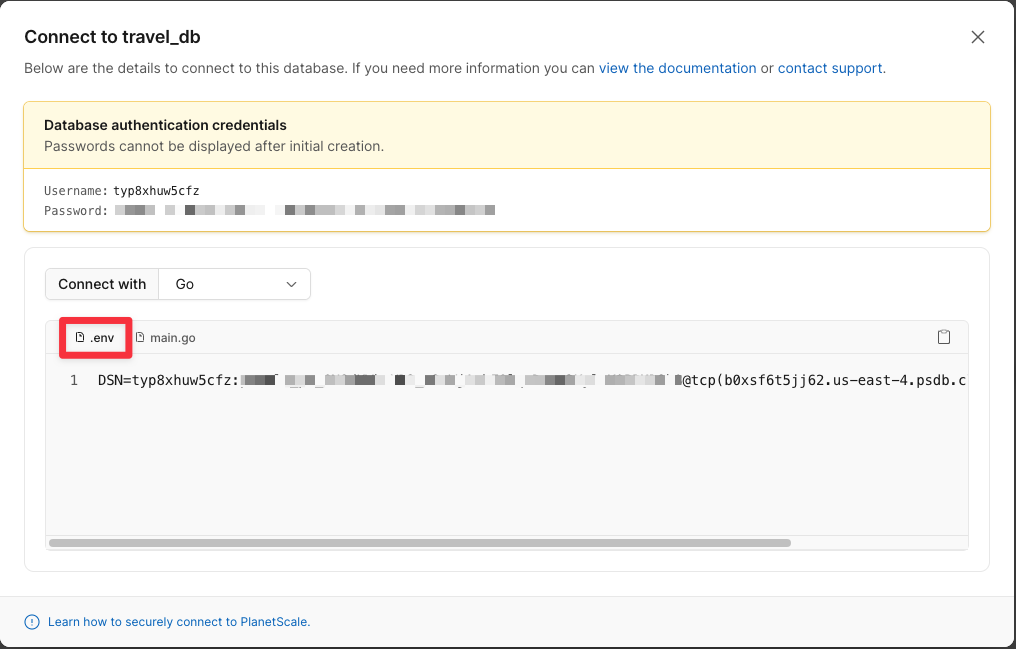 Connect to travel_db
Below are the details to connect to this database. If you need more information you can view the documentation or contact support.
Database authentication credentials
Passwords cannot be displayed after initial creation.
Username: typ8xhuw5cfz
Password:
Connect with Go
.env main.go
1 DSN=typ8xhuw5cfz: @tcp(b0xsf6t5jj62.us-east-4.psdb.c
Learn how to securely connect to PlanetScale.